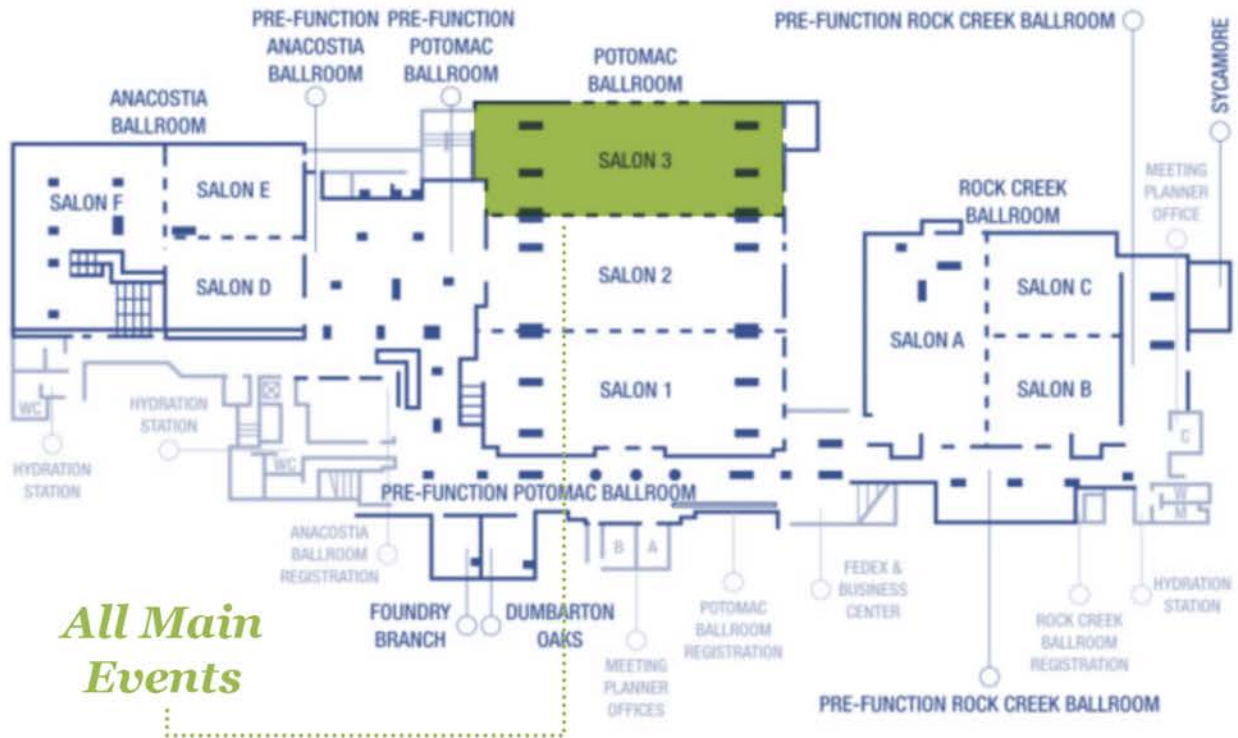 PRE-FUNCTION
ANACOSTIA
BALLROOM
PRE-FUNCTION
POTOMAC
BALLROOM
PRE-FUNCTION ROCK CREEK BALLROOM
SYCAMORE
POTOMAC
BALLROOM
ANACOSTIA
BALLROOM
SALON F
SALON E
SALON D
SALON 3
SALON 2
SALON 1
ROCK CREEK
BALLROOM
MEETING
PLANNER
OFFICE
SALON A
SALON C
SALON B
WC
HYDRATION
STATION
HYDRATION
STATION
WC
C
W
M
PRE-FUNCTION POTOMAC BALLROOM
ANACOSTIA
BALLROOM
REGISTRATION
B
A
FOUNDRY
BRANCH
DUMBARTON
OAKS
MEETING
PLANNER
OFFICES
POTOMAC
BALLROOM
REGISTRATION
FEDEX &
BUSINESS
CENTER
ROCK CREEK
BALLROOM
REGISTRATION
HYDRATION
STATION
PRE-FUNCTION ROCK CREEK BALLROOM
All Main
Events